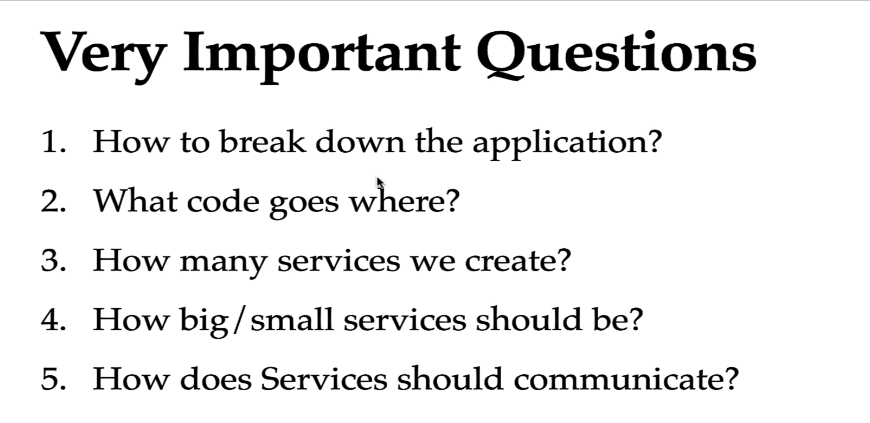 Very Important Questions
1. How to break down the application?
2. What code goes where?
3. How many services we create?
4. How big/small services should be?
5. How does Services should communicate?